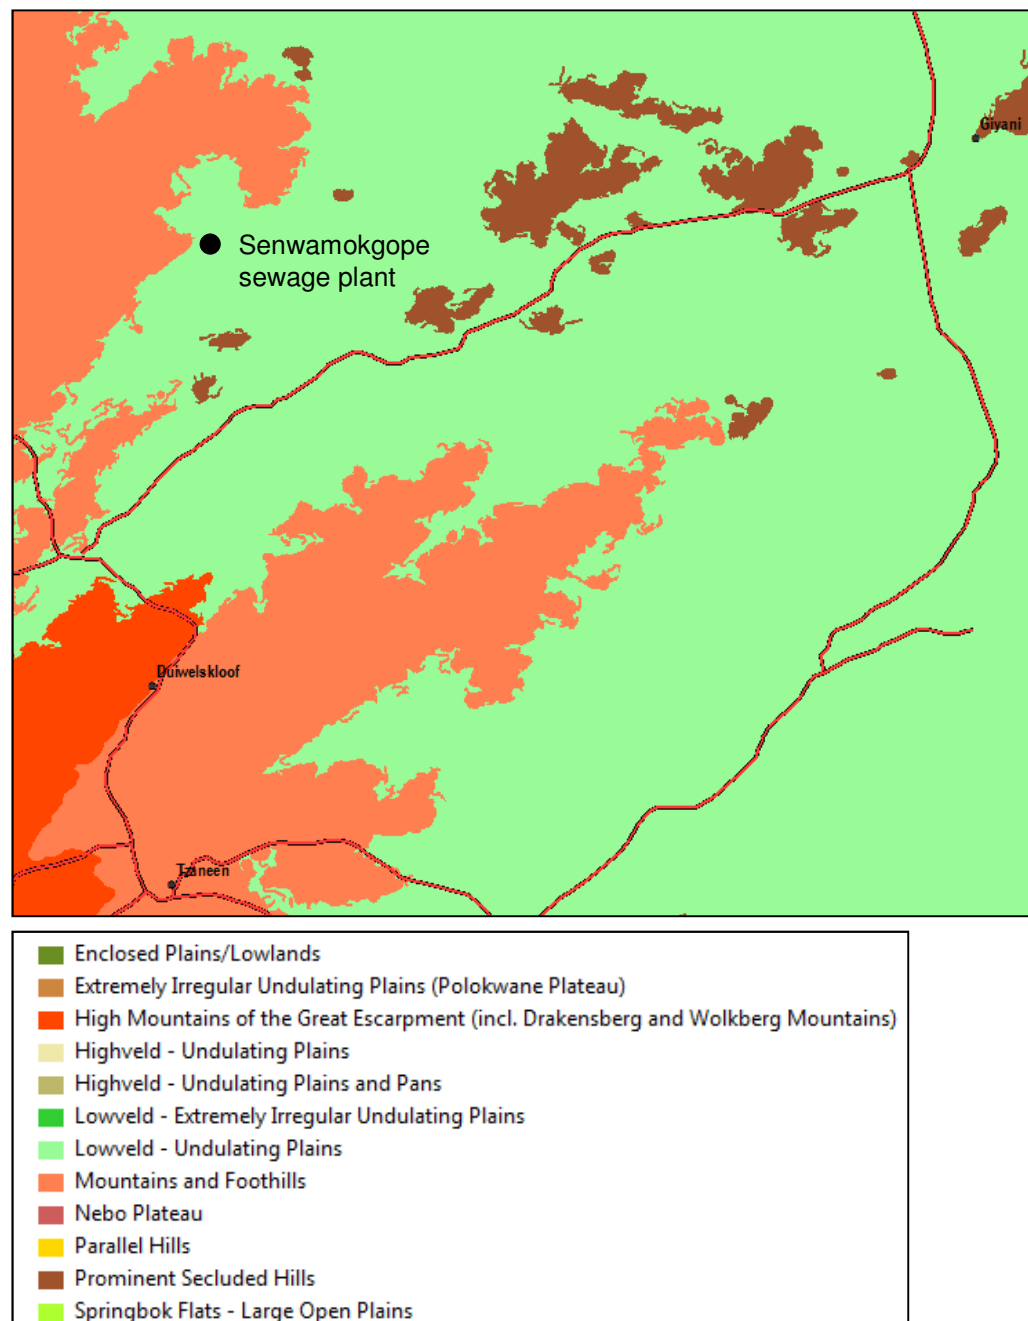 Giyani
Senwamokgope
sewage plant
Duiwelskloof
Tzaneen
Enclosed Plains/Lowlands
Extremely Irregular Undulating Plains (Polokwane Plateau)
High Mountains of the Great Escarpment (incl. Drakensberg and Wolkberg Mountains)
Highveld - Undulating Plains
Highveld - Undulating Plains and Pans
Lowveld - Extremely Irregular Undulating Plains
Lowveld - Undulating Plains
Mountains and Foothills
Nebo Plateau
Parallel Hills
Prominent Secluded Hills
Springbok Flats - Large Open Plains